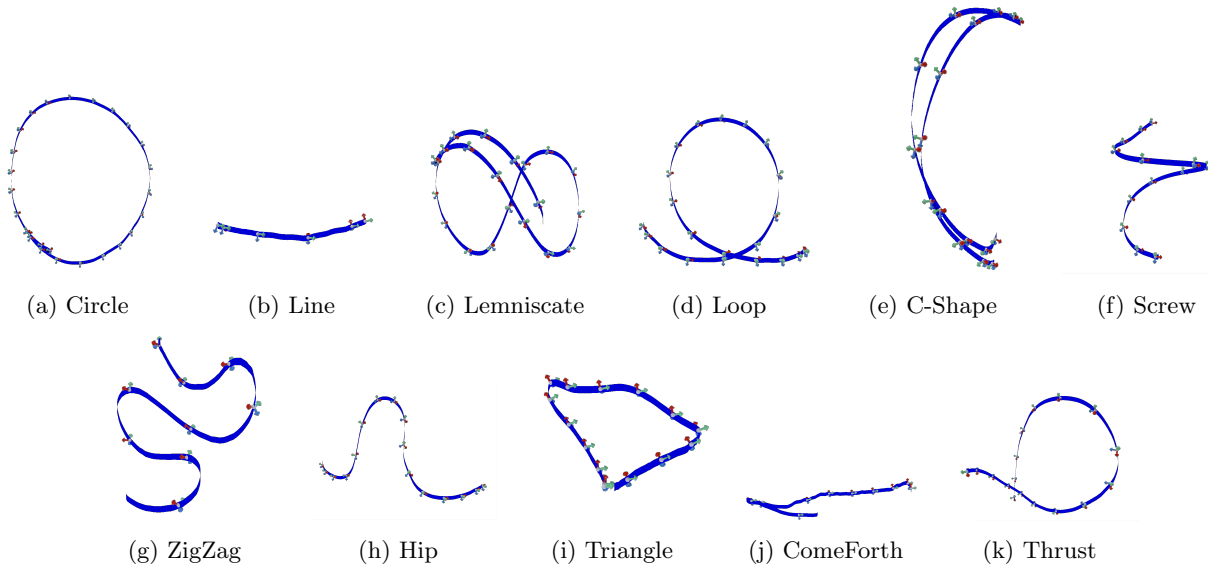 (a) Circle (b) Line (c) Lemniscate (d) Loop (e) C-Shape (f) Screw
(g) ZigZag (h) Hip (i) Triangle (j) ComeForth (k) Thrust